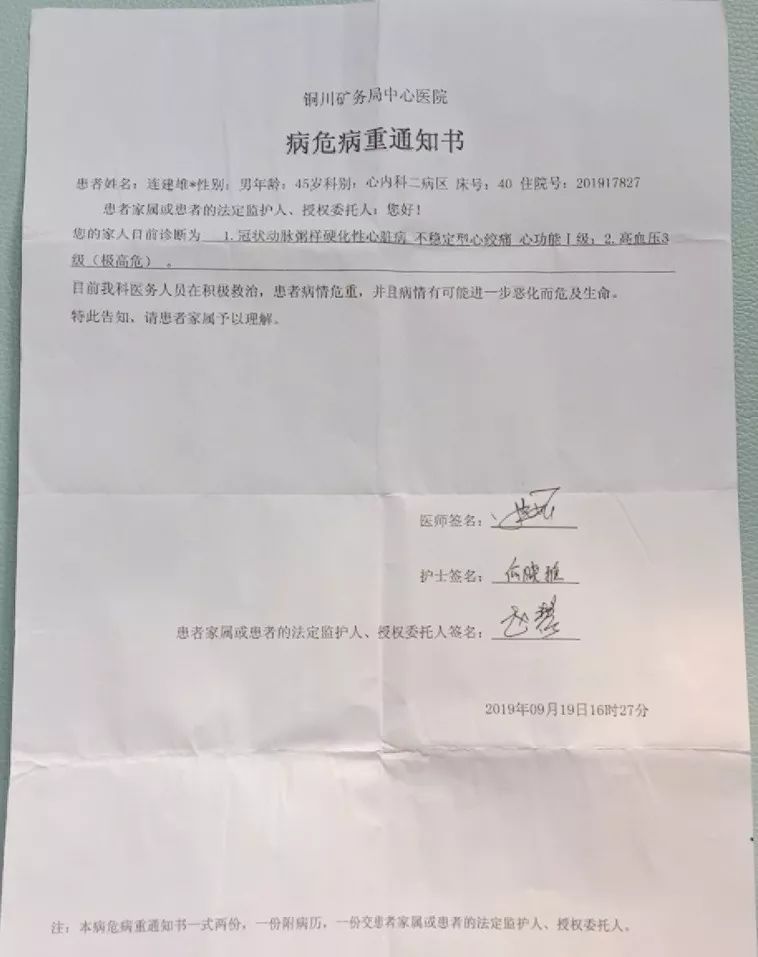 铜川矿务局中心医院
病危病重通知书
患者姓名：连建雄*性别：男年龄：45岁科别：心内科二病区 床号：40 住院号：201917827
患者家属或患者的法定监护人、授权委托人：您好！
您的家人目前诊断为 1.冠状动脉粥样硬化性心脏病 不稳定型心绞痛 心功能Ⅰ级；2.高血压3
级（极高危）。
目前我科医务人员在积极救治，患者病情危重，并且病情有可能进一步恶化而危及生命。
特此告知、请患者家属予以理解。
医师签名：
护士签名：
患者家属或患者的法定监护人、授权委托人签名：
2019年09月19日16时27分
注：本病危病重通知书一式两份，一份附病历，一份交患者家属或患者的法定监护人、授权委托人。